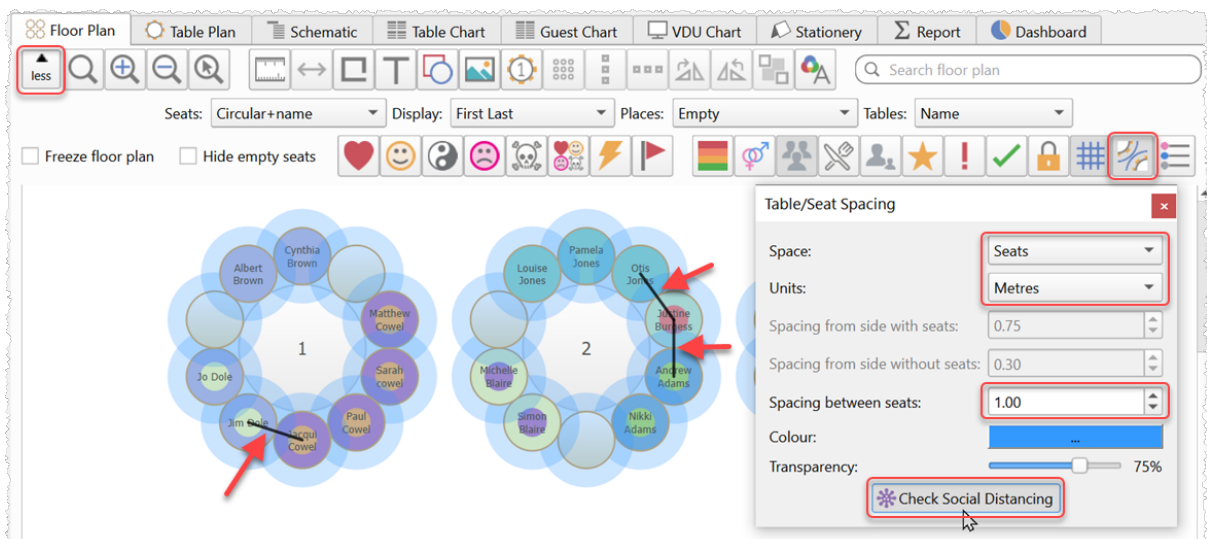 Floor Plan Table Plan Schematic Table Chart Guest Chart VDU Chart Stationery Report Dashboard
less
Search floor plan
Seats: Circular+name Display: First Last Places: Empty Tables: Name
Freeze floor plan Hide empty seats
Table/Seat Spacing
Space: Seats
Units: Metres
Spacing from side with seats: 0.75
Spacing from side without seats: 0.30
Spacing between seats: 1.00
Colour: ...
Transparency: 75%
Check Social Distancing
Cynthia
Brown
Albert
Brown
Matthew
Cowel
1
Jo Dole
Sarah
cowel
Jim Dole
Paul
Cowel
Jacqui
Cowel
Pamela
Jones
Louise
Jones
Otis
Jones
Justine
Burgess
2
Michelle
Blaire
Andrew
Adams
Simon
Blaire
Nikki
Adams